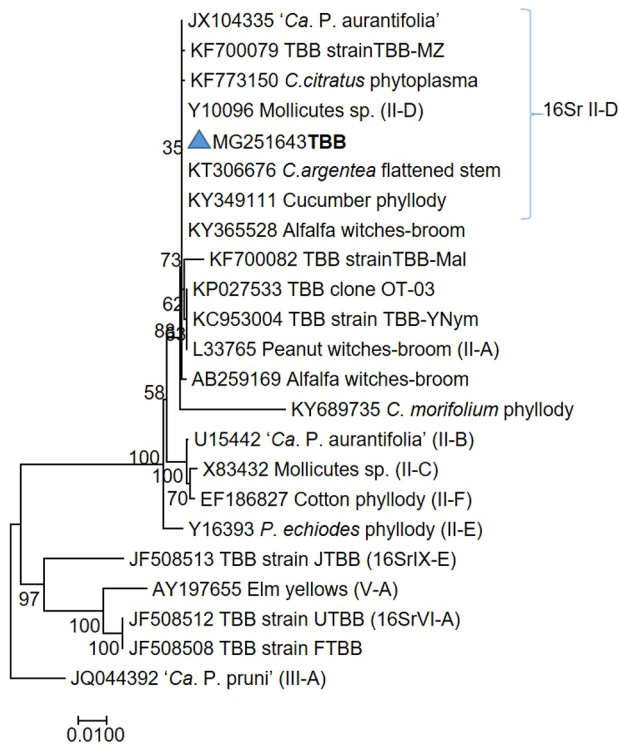 JX104335 ‘Ca. P. aurantifolia’
KF700079 TBB strainTBB-MZ
KF773150 C.citratus phytoplasma
Y10096 Mollicutes sp. (II-D)
16Sr II-D
MG251643TBB
35
KT306676 C.argentea flattened stem
KY349111 Cucumber phyllody
KY365528 Alfalfa witches-broom
73
KF700082 TBB strainTBB-Mal
KP027533 TBB clone OT-03
62
KC953004 TBB strain TBB-YNym
63
L33765 Peanut witches-broom (II-A)
AB259169 Alfalfa witches-broom
58
KY689735 C. morifolium phyllody
U15442 ‘Ca. P. aurantifolia’ (II-B)
100
X83432 Mollicutes sp. (II-C)
100
70
EF186827 Cotton phyllody (II-F)
Y16393 P. echiodes phyllody (II-E)
JF508513 TBB strain JTBB (16SrIX-E)
97
AY197655 Elm yellows (V-A)
JF508512 TBB strain UTBB (16SrVI-A)
100
100
JF508508 TBB strain FTBB
JQ044392 ‘Ca. P. pruni’ (III-A)
0.0100